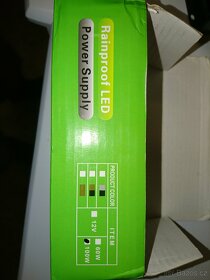 Rainproof LED
Power Supply
PRODUCT COLOR
ITEM
12V
60W
100W